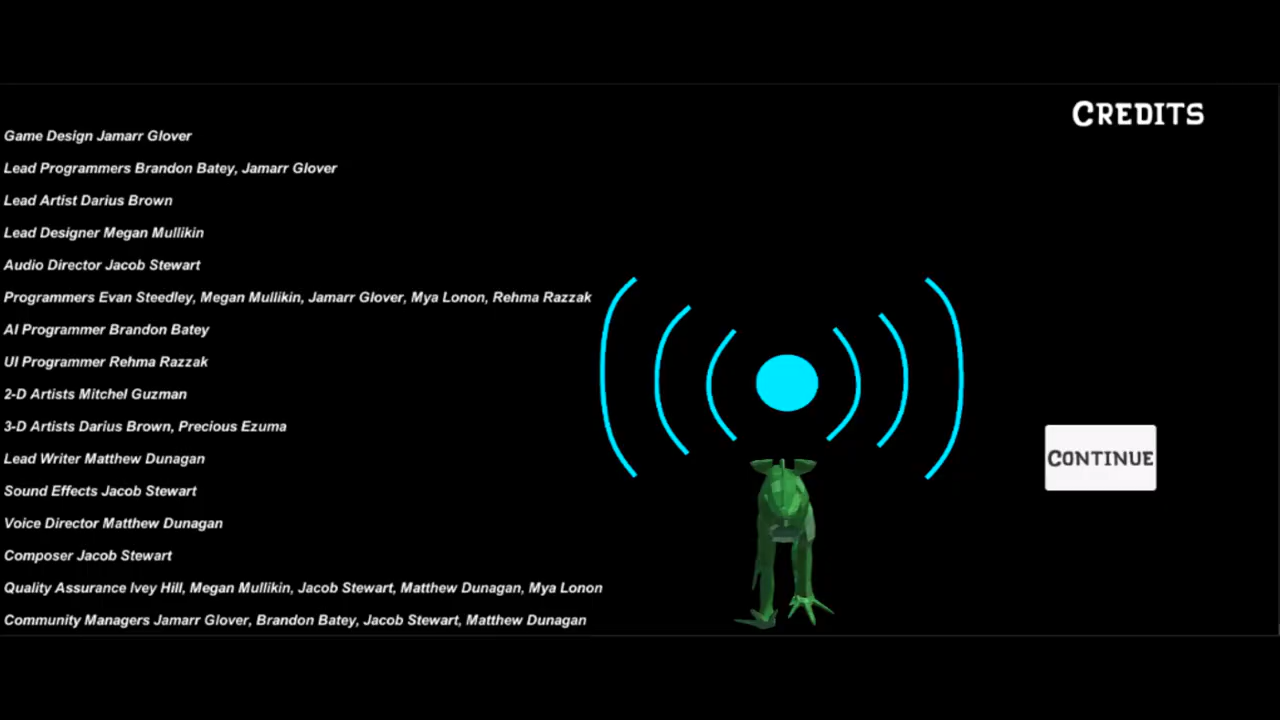 Credits
Game Design Jamarr Glover
Lead Programmers Brandon Batey, Jamarr Glover
Lead Artist Darius Brown
Lead Designer Megan Mullikin
Audio Director Jacob Stewart
Programmers Evan Steedley, Megan Mullikin, Jamarr Glover, Mya Lonon, Rehma Razzak
AI Programmer Brandon Batey
UI Programmer Rehma Razzak
2-D Artists Mitchel Guzman
3-D Artists Darius Brown, Precious Ezuma
Lead Writer Matthew Dunagan
Sound Effects Jacob Stewart
Voice Director Matthew Dunagan
Composer Jacob Stewart
Quality Assurance Ivey Hill, Megan Mullikin, Jacob Stewart, Matthew Dunagan, Mya Lonon
Community Managers Jamarr Glover, Brandon Batey, Jacob Stewart, Matthew Dunagan
Continue